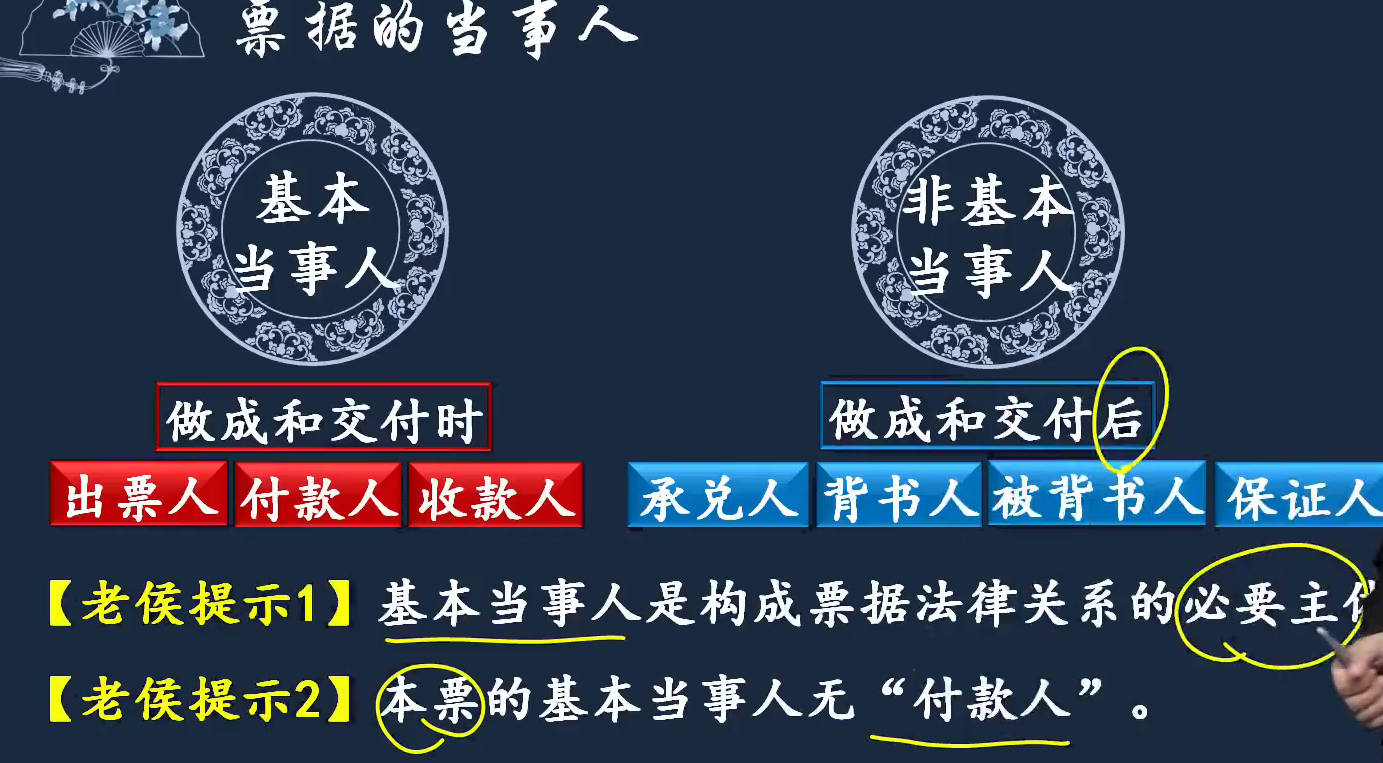 票据的当事人
基本
当事人
非基本
当事人
做成和交付时
做成和交付后
出票人 付款人 收款人 承兑人 背书人 被背书人 保证人
【老侯提示1】基本当事人是构成票据法律关系的必要主
【老侯提示2】本票的基本当事人无“付款人”。